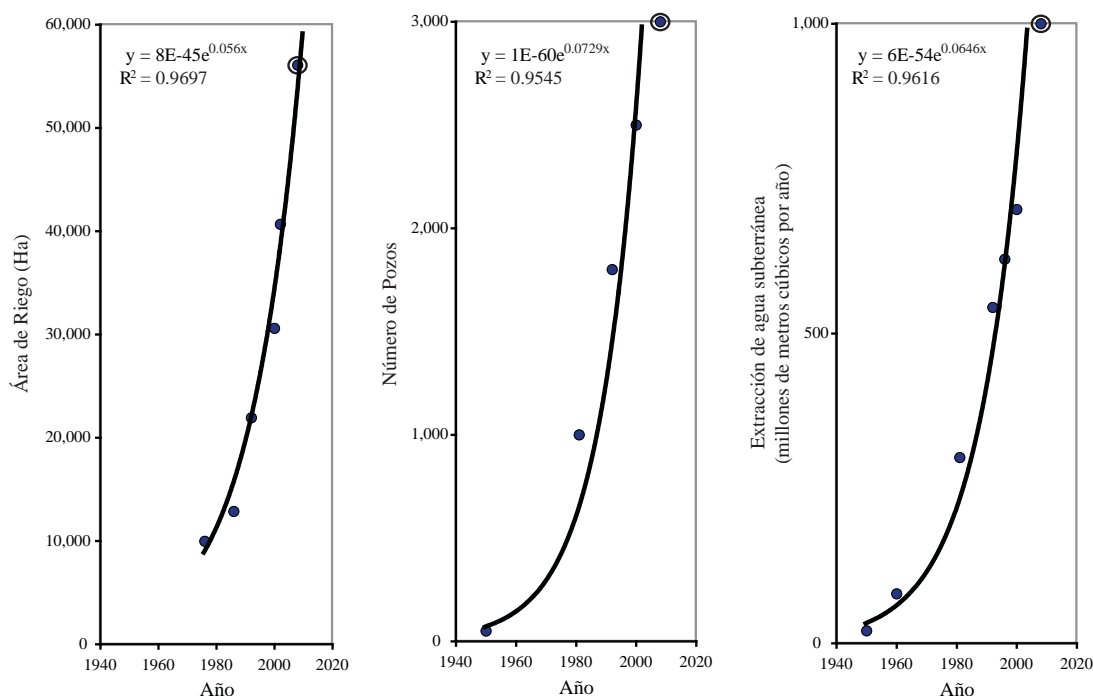 60,000
50,000
40,000
30,000
20,000
10,000
0
1940
1960
1980
2000
2020
Área de Riego (Ha)
Año
y = 8E-45e^0.056x
R² = 0.9697
3,000
2,000
1,000
0
1940
1960
1980
2000
2020
Número de Pozos
Año
y = 1E-60e^0.0729x
R² = 0.9545
1,000
500
0
1940
1960
1980
2000
2020
Extracción de agua subterránea
(millones de metros cúbicos por año)
Año
y = 6E-54e^0.0646x
R² = 0.9616